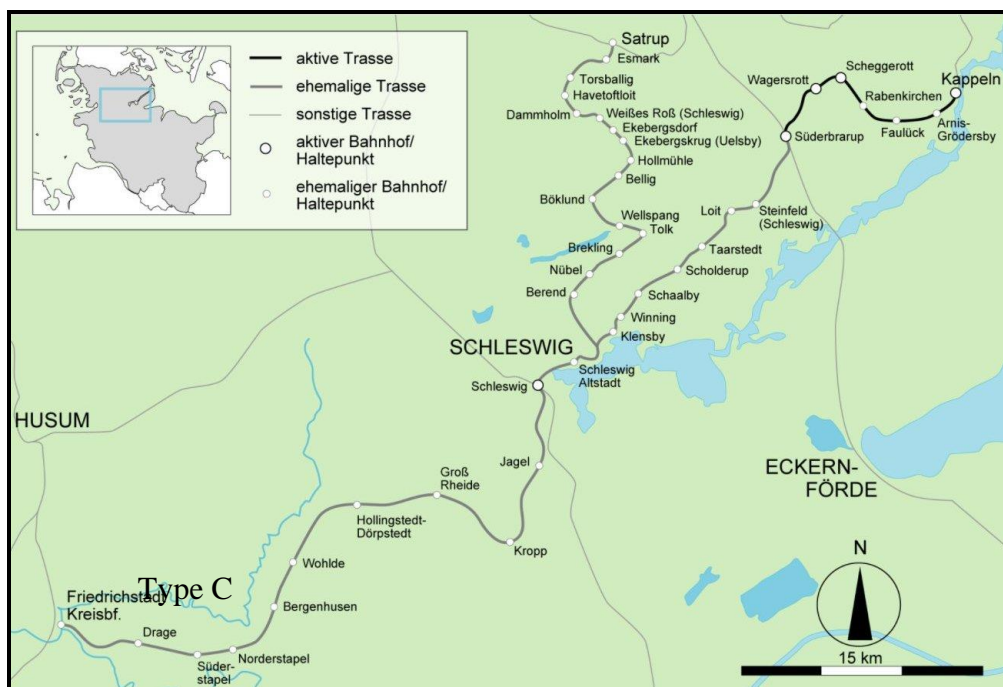 aktive Trasse
ehemalige Trasse
sonstige Trasse
aktiver Bahnhof/
Haltepunkt
ehemaliger Bahnhof/
Haltepunkt
Satrup
Esmark
Torsballig
Havetoftloit
Dammholm
Weißes Roß (Schleswig)
Ekebergsdorf
Ekebergskrug (Uelsby)
Hollmühle
Bellig
Böklund
Wellspang
Tolk
Brekling
Nübel
Berend
Scheggerott
Kappeln
Wagersrott
Rabenkirchen
Faulück
Arnis-
Grödersby
Süderbrarup
Loit
Steinfeld
(Schleswig)
Taarstedt
Scholderup
Schaalby
Winning
Klensby
SCHLESWIG
Schleswig
Altstadt
Schleswig
HUSUM
Jagel
ECKERN-
FÖRDE
Groß
Rheide
Hollingstedt-
Dörpstedt
Kropp
Wohlde
Type C
Friedrichstadt
Kreisbf.
Bergenhusen
Drage
Süder-
stapel
Norderstapel
N
15 km